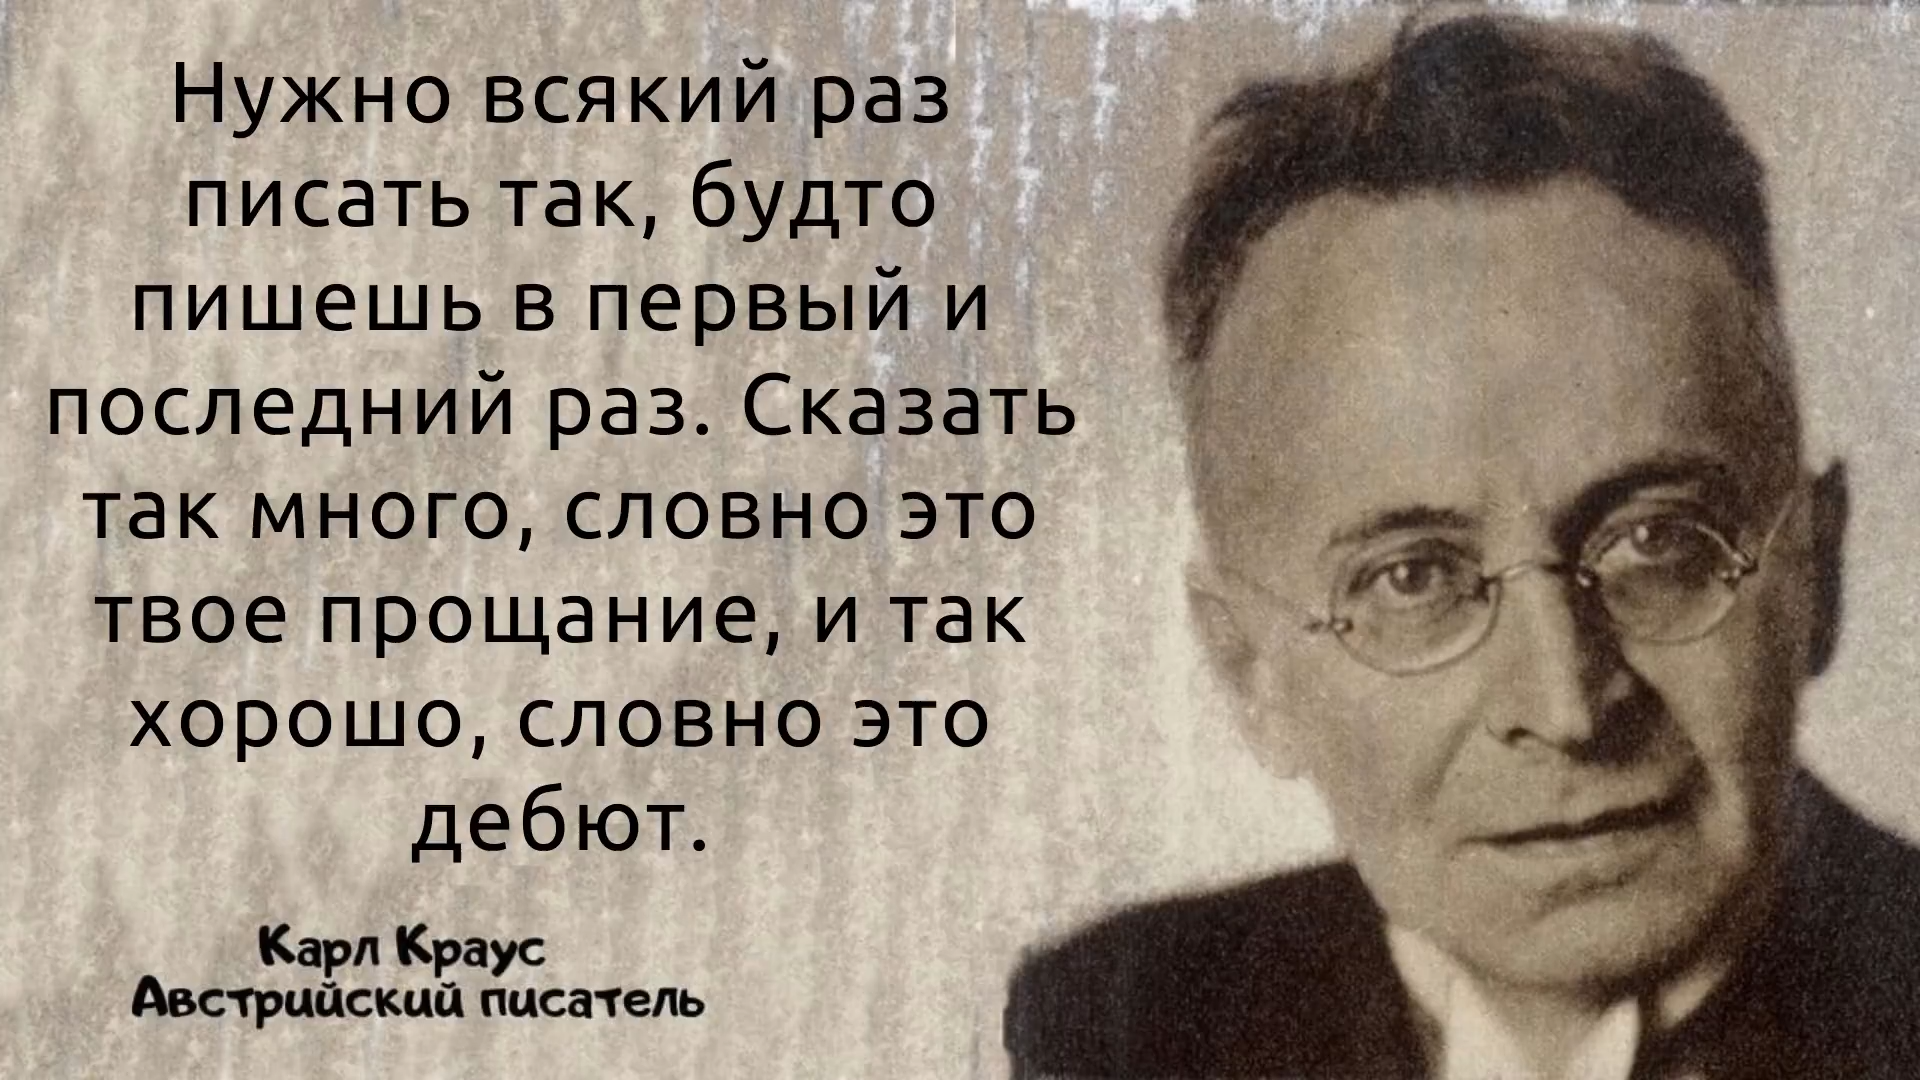 Нужно всякий раз
писать так, будто
пишешь в первый и
последний раз. Сказать
так много, словно это
твое прощание, и так
хорошо, словно это
дебют.
Карл Краус
Австрийский писатель